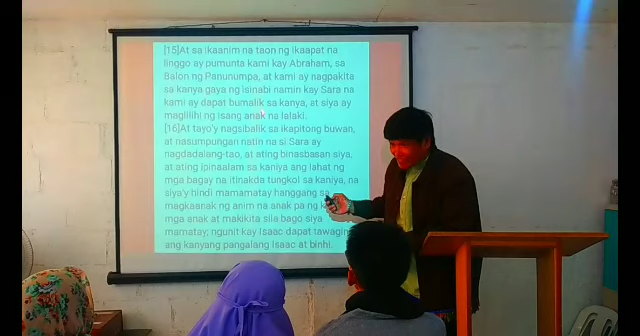 [15]At sa ikaanim na taon ng ikaapat na
linggo ay pumunta kami kay Abraham, sa
Balon ng Panunumpa, at kami ay nagpakita
sa kanya gaya ng isinabi namin kay Sara na
kami ay dapat bumalik sa kanya, at siya ay
maglilihi ng isang anak na lalaki.
[16]At tayo'y nagsibalik sa ikapitong buwan,
at nasumpungan natin na si Sara ay
nagdadalang-tao, at ating binasbasan siya,
at ating ipinaalam sa kaniya ang lahat ng
mga bagay na itinakda tungkol sa kaniya, na
siya'y hindi mamamatay hanggang sa
magkaanak ng anim na anak pa ng
mga anak at makikita sila bago siya
mamatay; ngunit kay Isaac dapat tawagin
ang kanyang pangalang Isaac at binhi.